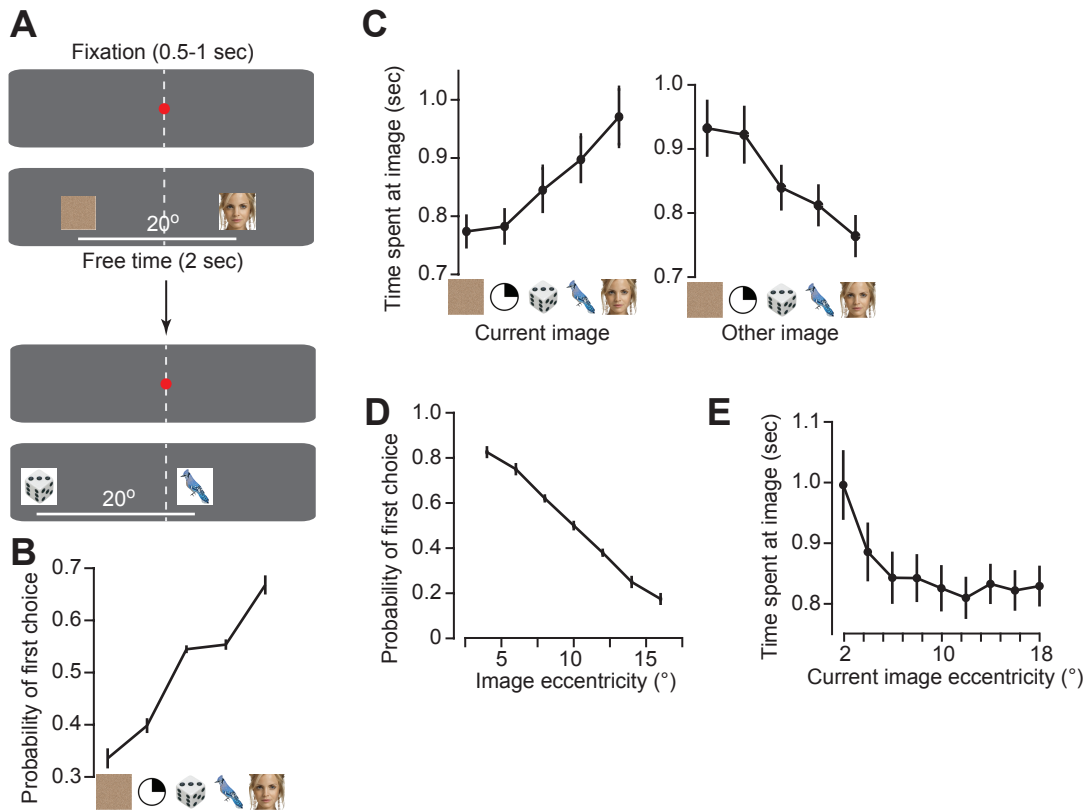 A
Fixation (0.5-1 sec)
20o
Free time (2 sec)
20o
B
Probability of first choice
0.7
0.6
0.5
0.4
0.3
C
Time spent at image (sec)
1.0
0.9
0.8
0.7
Current image
1.0
0.9
0.8
0.7
Other image
D
Probability of first choice
1.0
0.8
0.6
0.4
0.2
0
5 10 15
Image eccentricity (°)
E
Time spent at image (sec)
1.1
1.0
0.9
0.8
2 10 18
Current image eccentricity (°)